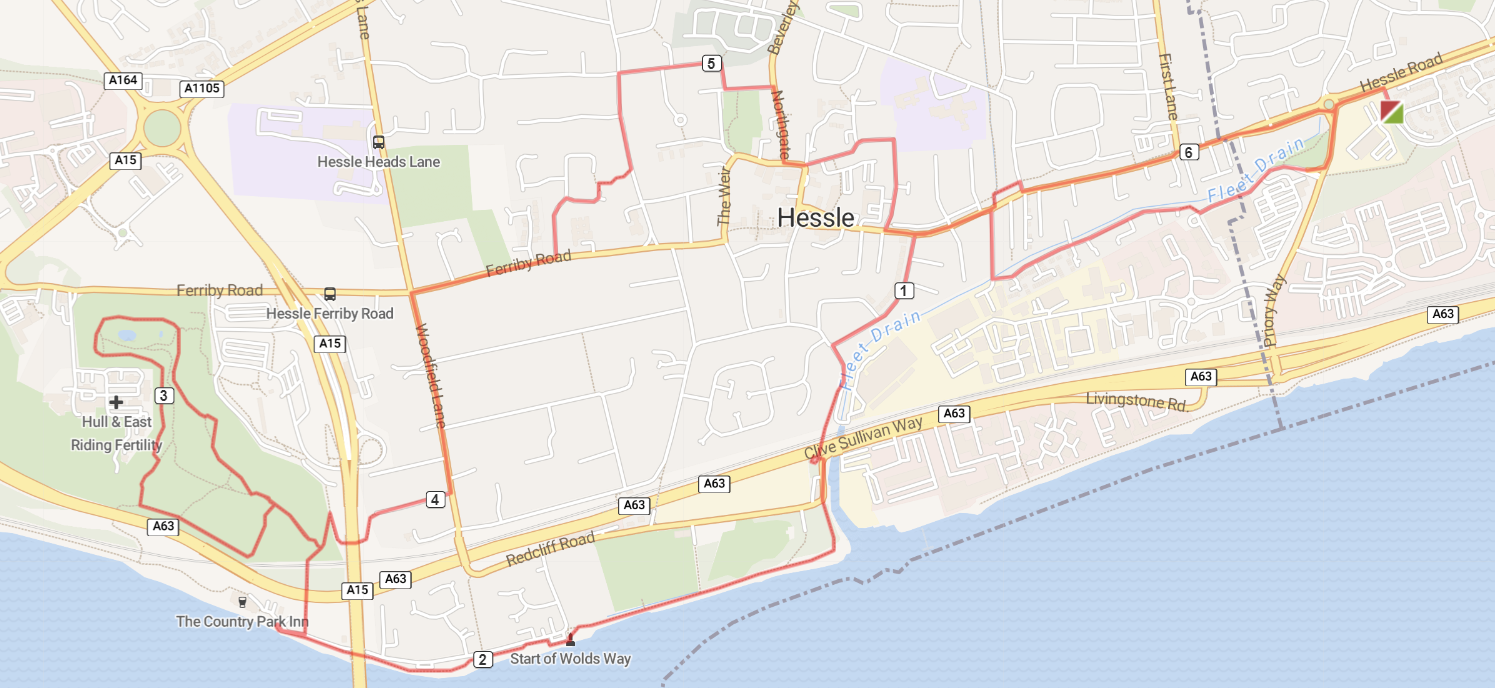 s Lane
Beverley
5
A164
A1105
First Lane
Hessle Road
Northgate
Hessle Heads Lane
A15
6
Fleet Drain
The Weir
Hessle
Ferriby Road
Ferriby Road
1
Hessle Ferriby Road
A15
Fleet Drain
Priory Way
A63
Woodfield Lane
A63
3
Hull & East
Riding Fertility
Livingstone Rd.
A63
Clive Sullivan Way
A63
4
A63
A63
Redcliff Road
A63
A15
The Country Park Inn
2
Start of Wolds Way